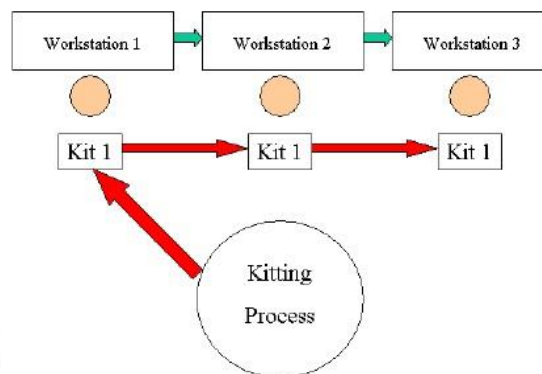 Workstation 1
Workstation 2
Workstation 3
Kit 1
Kit 1
Kit 1
Kitting
Process